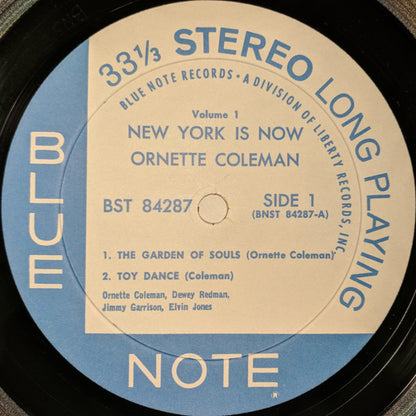 33 1/3 STEREO LONG PLAYING
BLUE NOTE RECORDS • A DIVISION OF LIBERTY RECORDS, INC.
Volume 1
NEW YORK IS NOW
ORNETTE COLEMAN
BST 84287
SIDE 1
(BNST 84287-A)
1. THE GARDEN OF SOULS (Ornette Coleman)
2. TOY DANCE (Coleman)
Ornette Coleman, Dewey Redman,
Jimmy Garrison, Elvin Jones
BLUE
NOTE